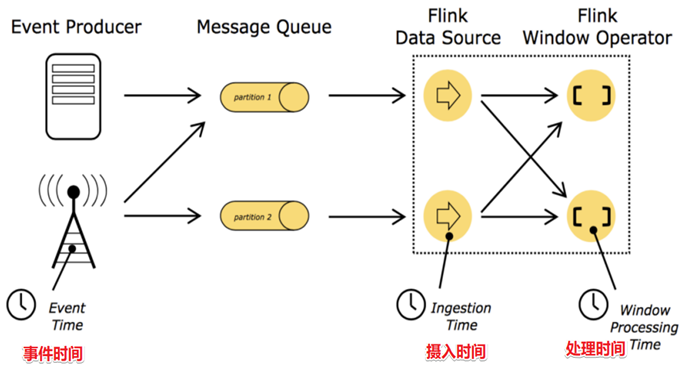 Event Producer
Message Queue
Flink
Data Source
Flink
Window Operator
partition 1
partition 2
Event
Time
事件时间
Ingestion
Time
摄入时间
Window
Processing
Time
处理时间